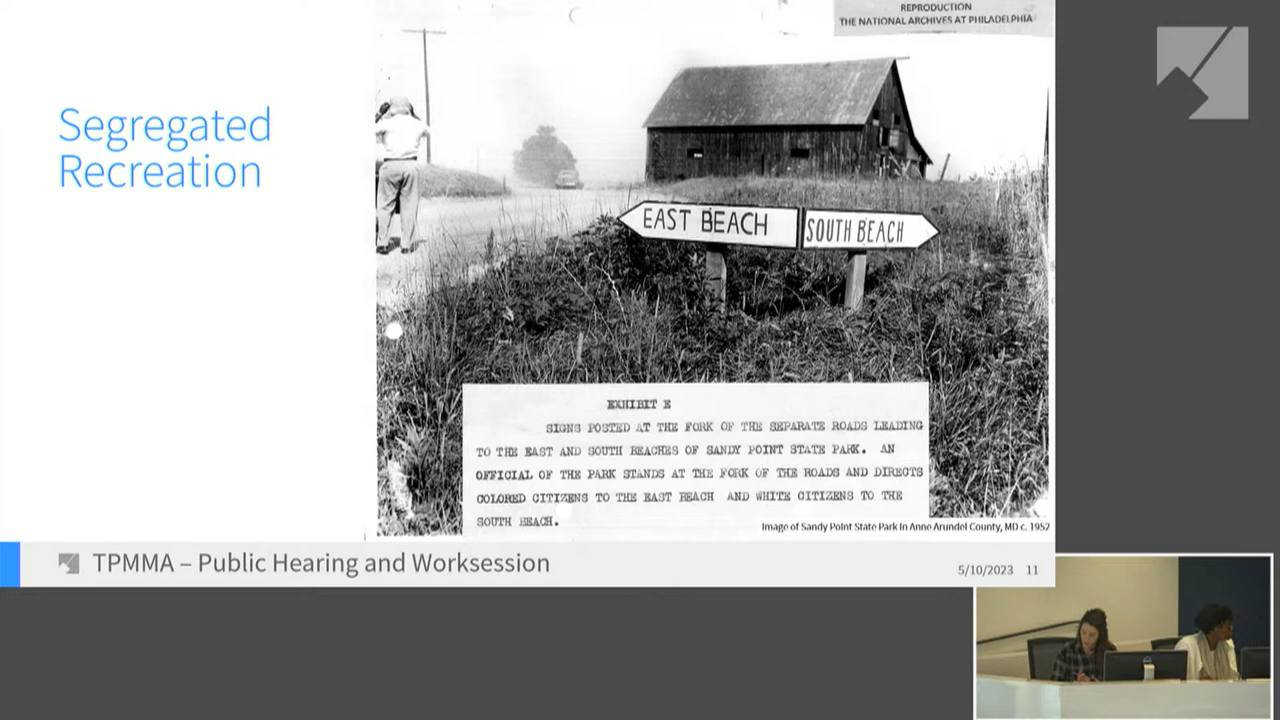 REPRODUCTION
THE NATIONAL ARCHIVES AT PHILADELPHIA
Segregated
Recreation
EAST BEACH
SOUTH BEACH
EXHIBIT E
SIGNS POSTED AT THE FORK OF THE SEPARATE ROADS LEADING
TO THE EAST AND SOUTH BEACHES OF SANDY POINT STATE PARK. AN
OFFICIAL OF THE PARK STANDS AT THE FORK OF THE ROADS AND DIRECTS
COLORED CITIZENS TO THE EAST BEACH AND WHITE CITIZENS TO THE
SOUTH BEACH.
Image of Sandy Point State Park in Anne Arundel County, MD c. 1952
TPMMA – Public Hearing and Worksession
5/10/2023 11